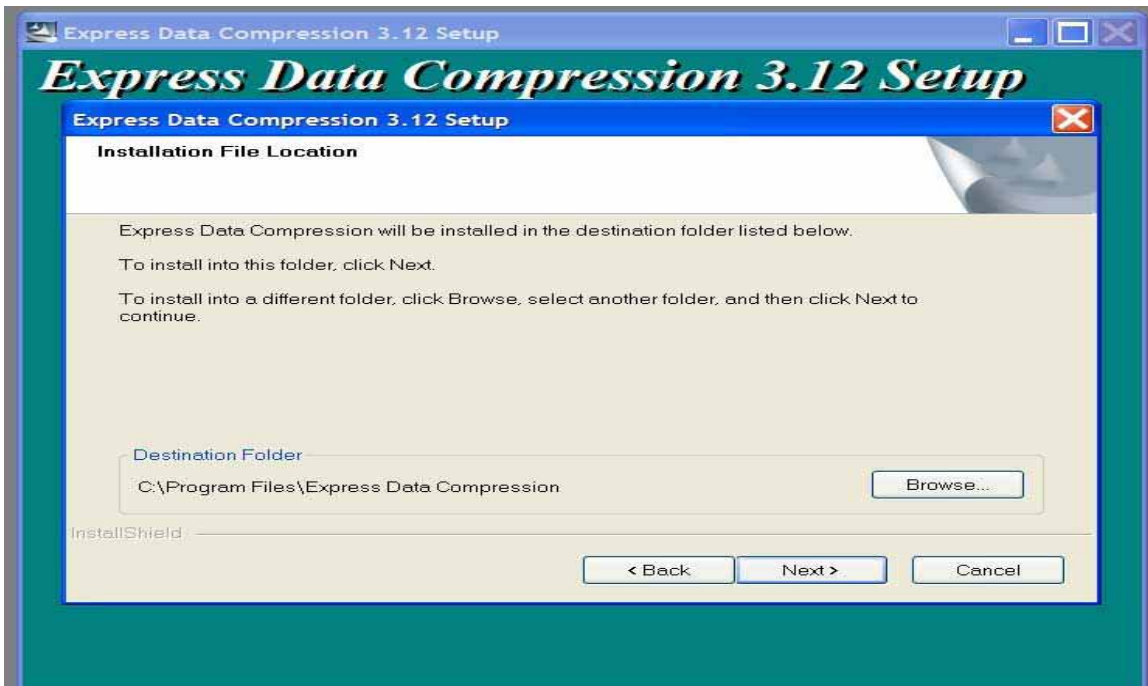 Express Data Compression 3.12 Setup
Express Data Compression 3.12 Setup
Express Data Compression 3.12 Setup
Installation File Location
Express Data Compression will be installed in the destination folder listed below.
To install into this folder, click Next.
To install into a different folder, click Browse, select another folder, and then click Next to
continue.
Destination Folder
C:\Program Files\Express Data Compression
Browse...
InstallShield
< Back
Next >
Cancel